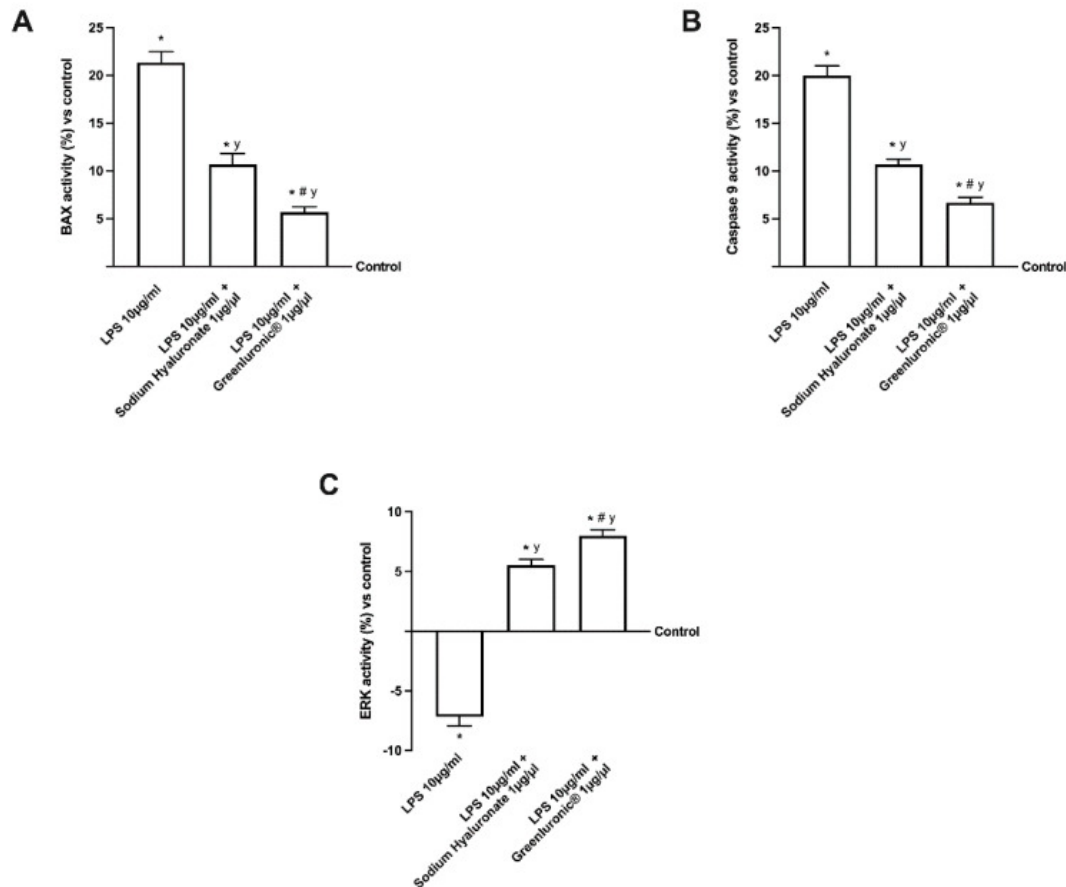 A
BAX activity (%) vs control
25
20
15
10
5
*
* y
* # y
Control
LPS 10µg/ml
LPS 10µg/ml +
Sodium Hyaluronate 1µg/µl
LPS 10µg/ml +
Greenluronic® 1µg/µl
B
Caspase 9 activity (%) vs control
25
20
15
10
5
*
* y
* # y
Control
LPS 10µg/ml
LPS 10µg/ml +
Sodium Hyaluronate 1µg/µl
LPS 10µg/ml +
Greenluronic® 1µg/µl
C
ERK activity (%) vs control
10
5
-5
-10
*
* y
* # y
Control
LPS 10µg/ml
LPS 10µg/ml +
Sodium Hyaluronate 1µg/µl
LPS 10µg/ml +
Greenluronic® 1µg/µl